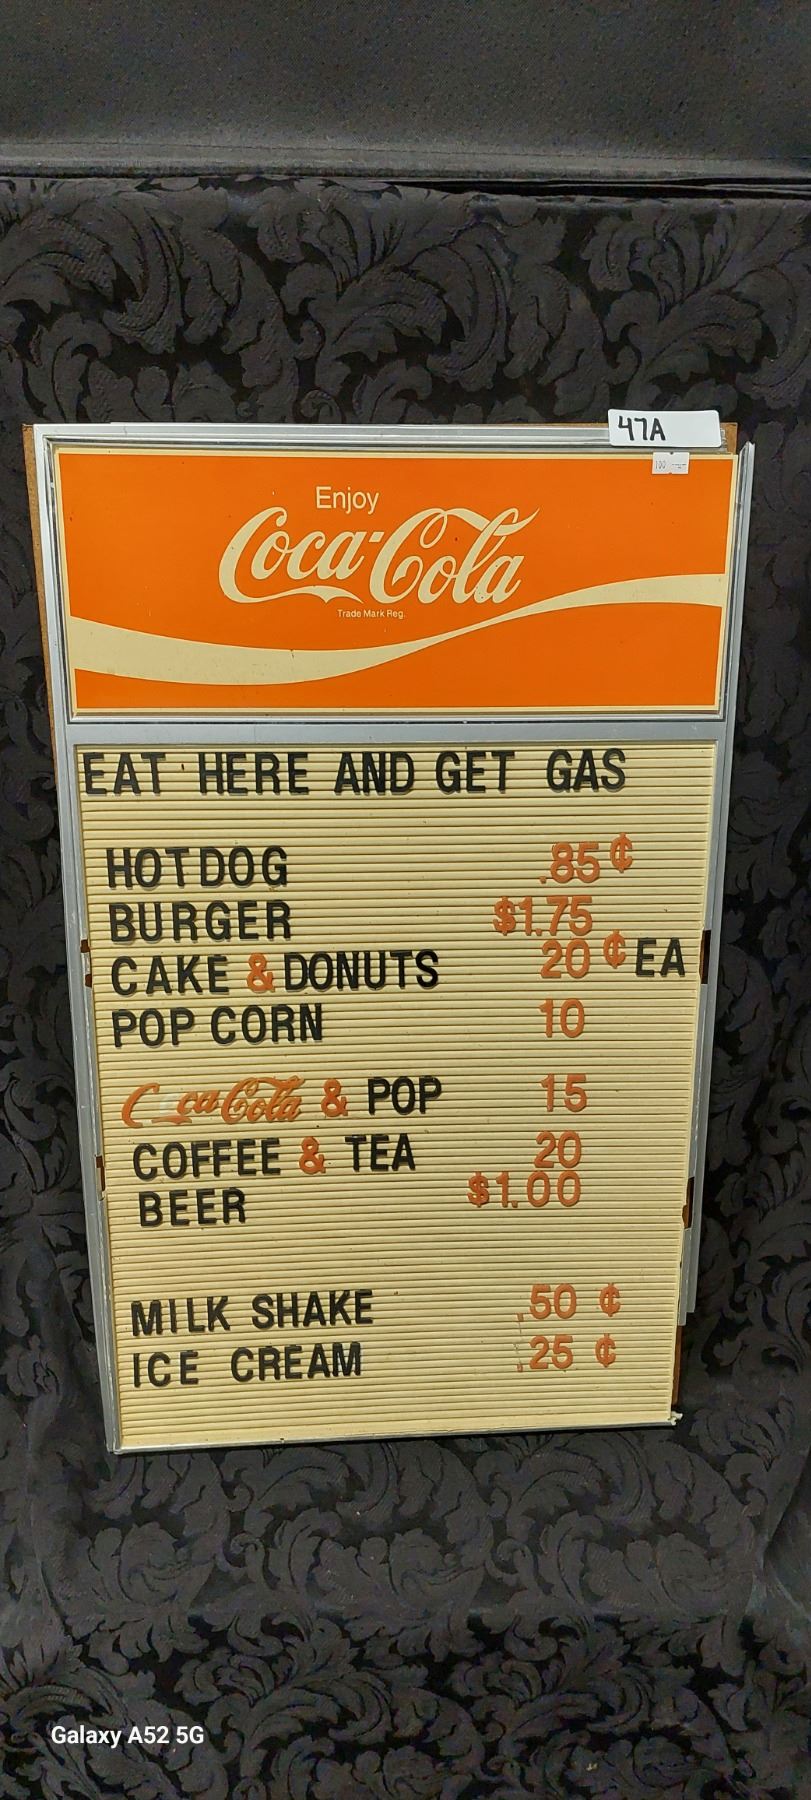 47A
100
Enjoy
Coca-Cola
Trade Mark Reg.
EAT HERE AND GET GAS
HOTDOG .85¢
BURGER $1.75
CAKE & DONUTS 20¢ EA
POP CORN 10
C ca Cola & POP 15
COFFEE & TEA 20
BEER $1.00
MILK SHAKE .50 ¢
ICE CREAM .25 ¢
Galaxy A52 5G